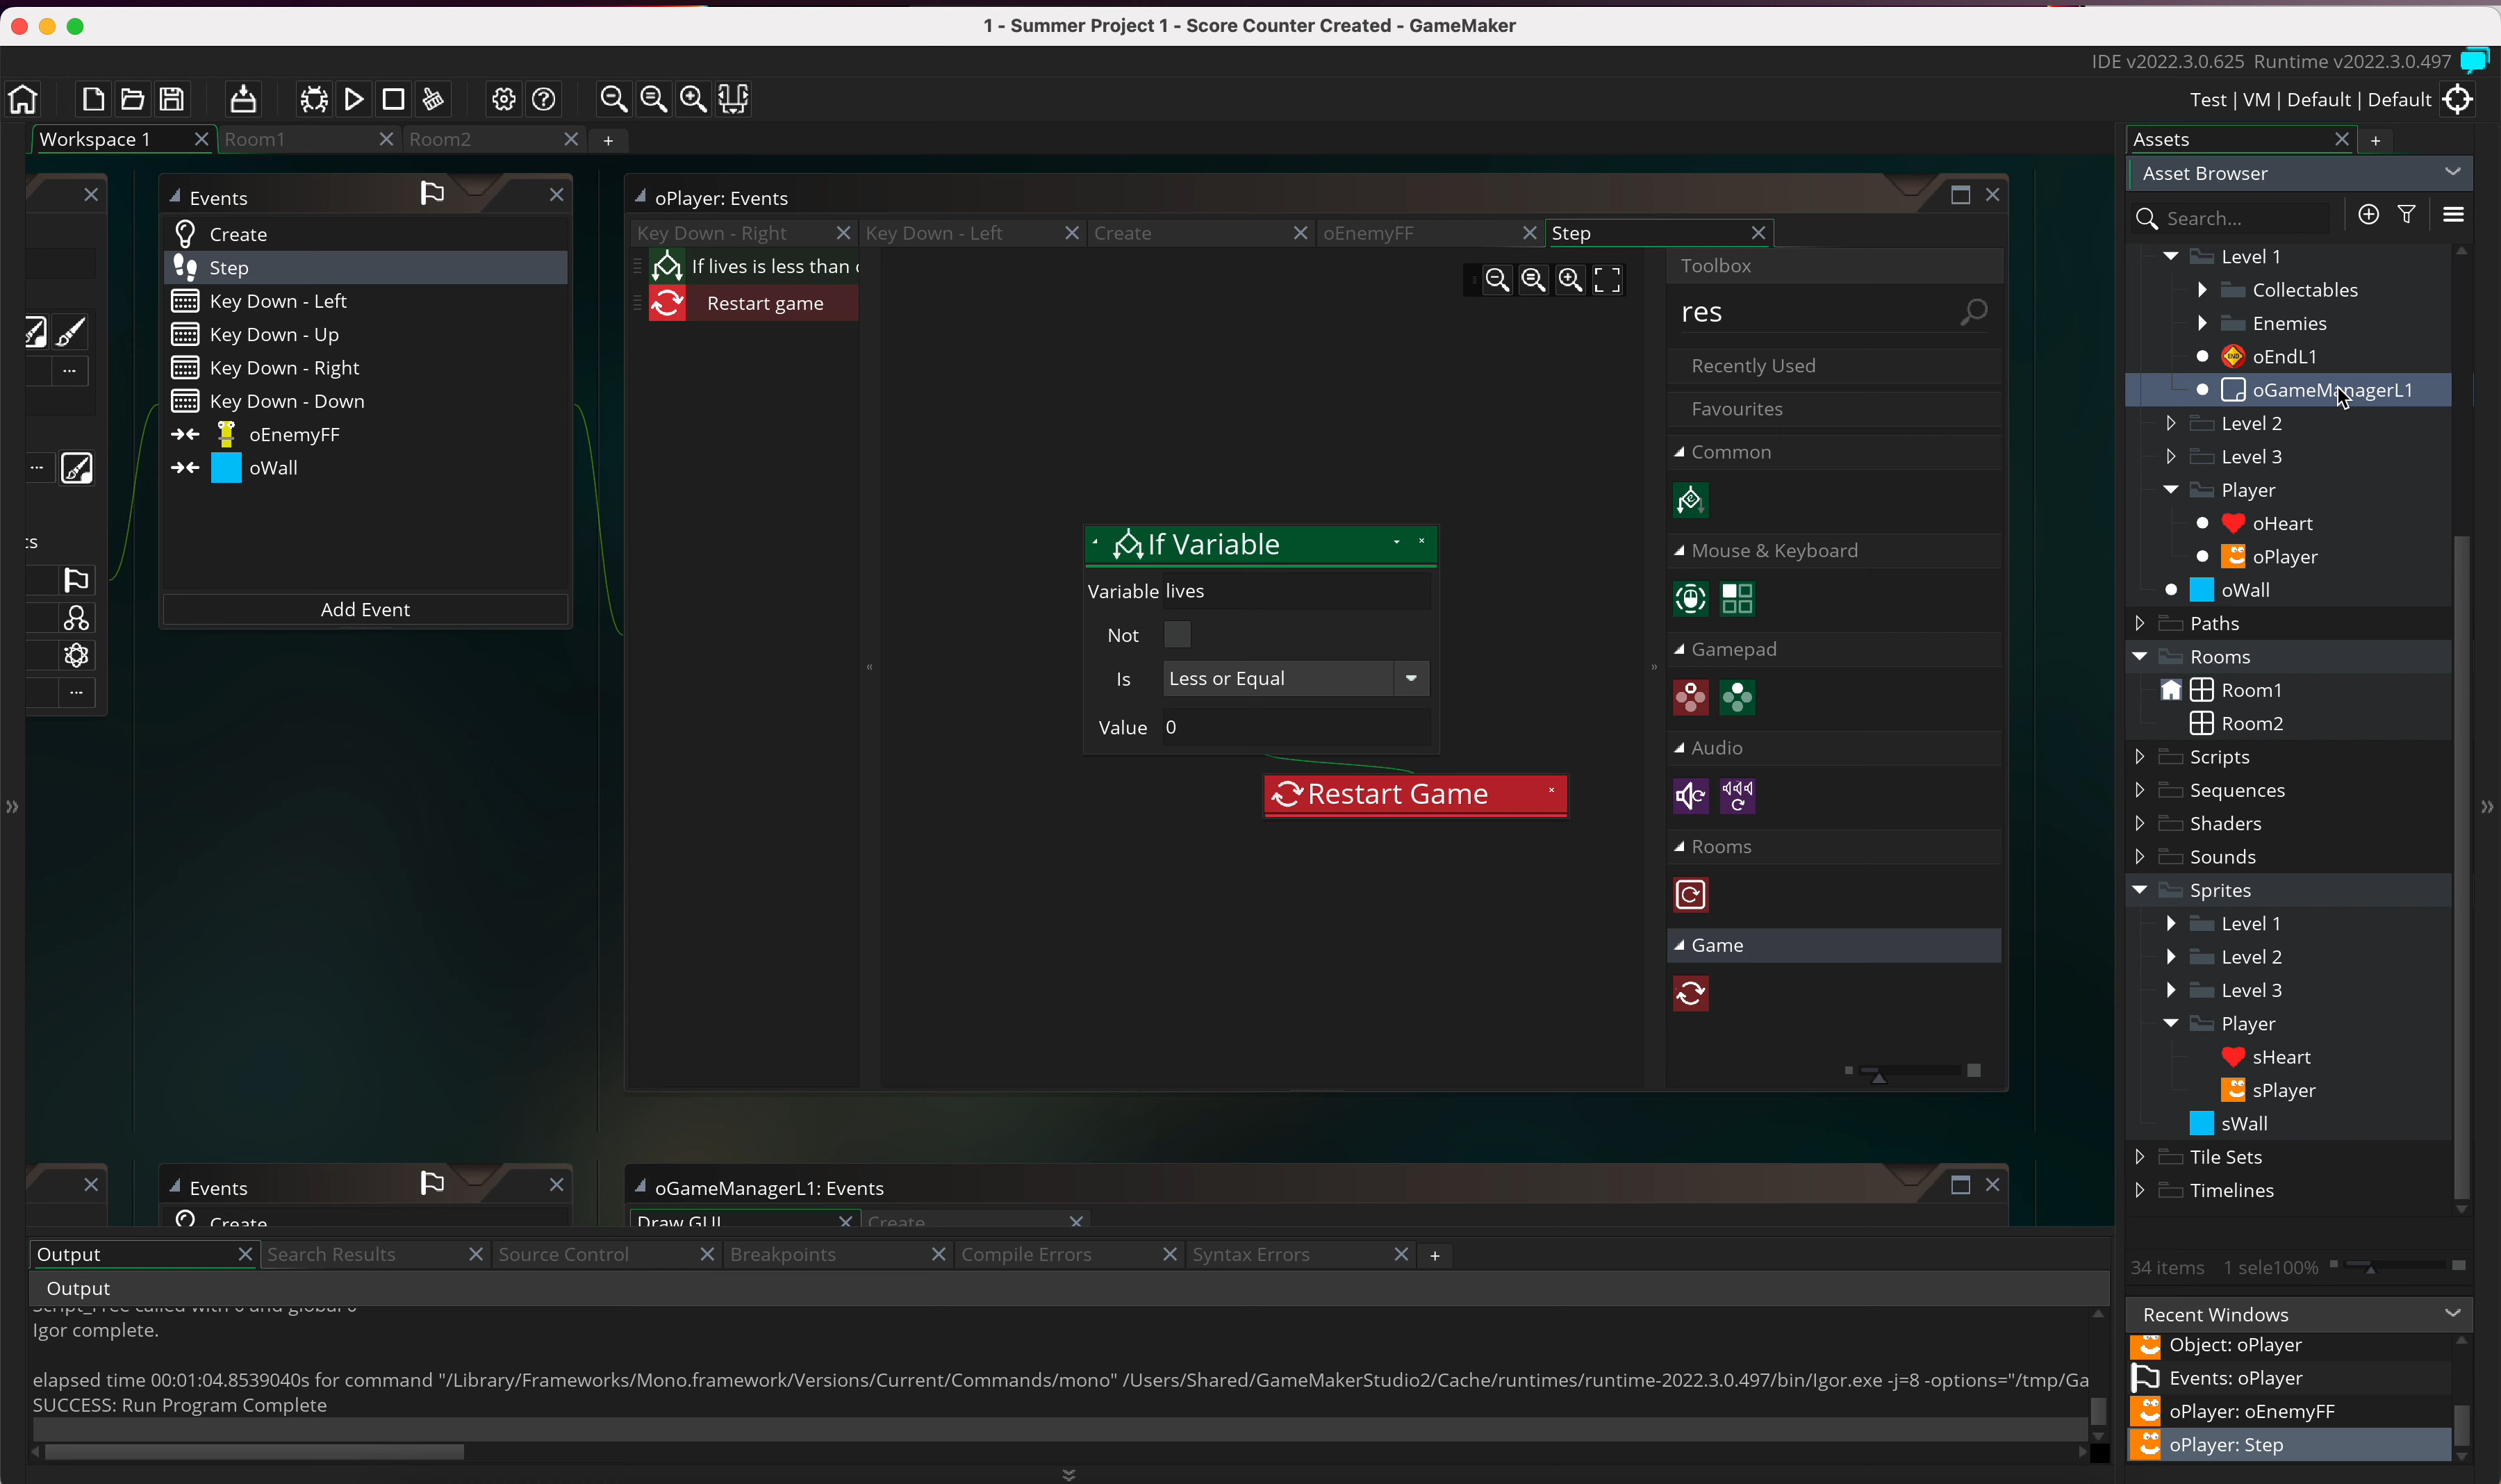 1 - Summer Project 1 - Score Counter Created - GameMaker
IDE v2022.3.0.625 Runtime v2022.3.0.497
Test | VM | Default | Default
Workspace 1
Room1
Room2
Events
Create
Step
Key Down - Left
Key Down - Up
Key Down - Right
Key Down - Down
oEnemyFF
oWall
Add Event
oPlayer: Events
Key Down - Right
Key Down - Left
Create
oEnemyFF
Step
If lives is less than
Restart game
If Variable
Variable lives
Not
Is Less or Equal
Value 0
Restart Game
Toolbox
res
Recently Used
Favourites
Common
Mouse & Keyboard
Gamepad
Audio
Rooms
Game
Events
Create
oGameManagerL1: Events
Draw GUI
Create
Assets
Asset Browser
Search...
Level 1
Collectables
Enemies
END
oEndL1
oGameManagerL1
Level 2
Level 3
Player
oHeart
oPlayer
oWall
Paths
Rooms
Room1
Room2
Scripts
Sequences
Shaders
Sounds
Sprites
Level 1
Level 2
Level 3
Player
sHeart
sPlayer
sWall
Tile Sets
Timelines
34 items 1 sele100%
Recent Windows
Object: oPlayer
Events: oPlayer
oPlayer: oEnemyFF
oPlayer: Step
Output
Search Results
Source Control
Breakpoints
Compile Errors
Syntax Errors
Output
Script_Free called with 0 and global 0
Igor complete.
elapsed time 00:01:04.8539040s for command "/Library/Frameworks/Mono.framework/Versions/Current/Commands/mono" /Users/Shared/GameMakerStudio2/Cache/runtimes/runtime-2022.3.0.497/bin/Igor.exe -j=8 -options="/tmp/Ga
SUCCESS: Run Program Complete